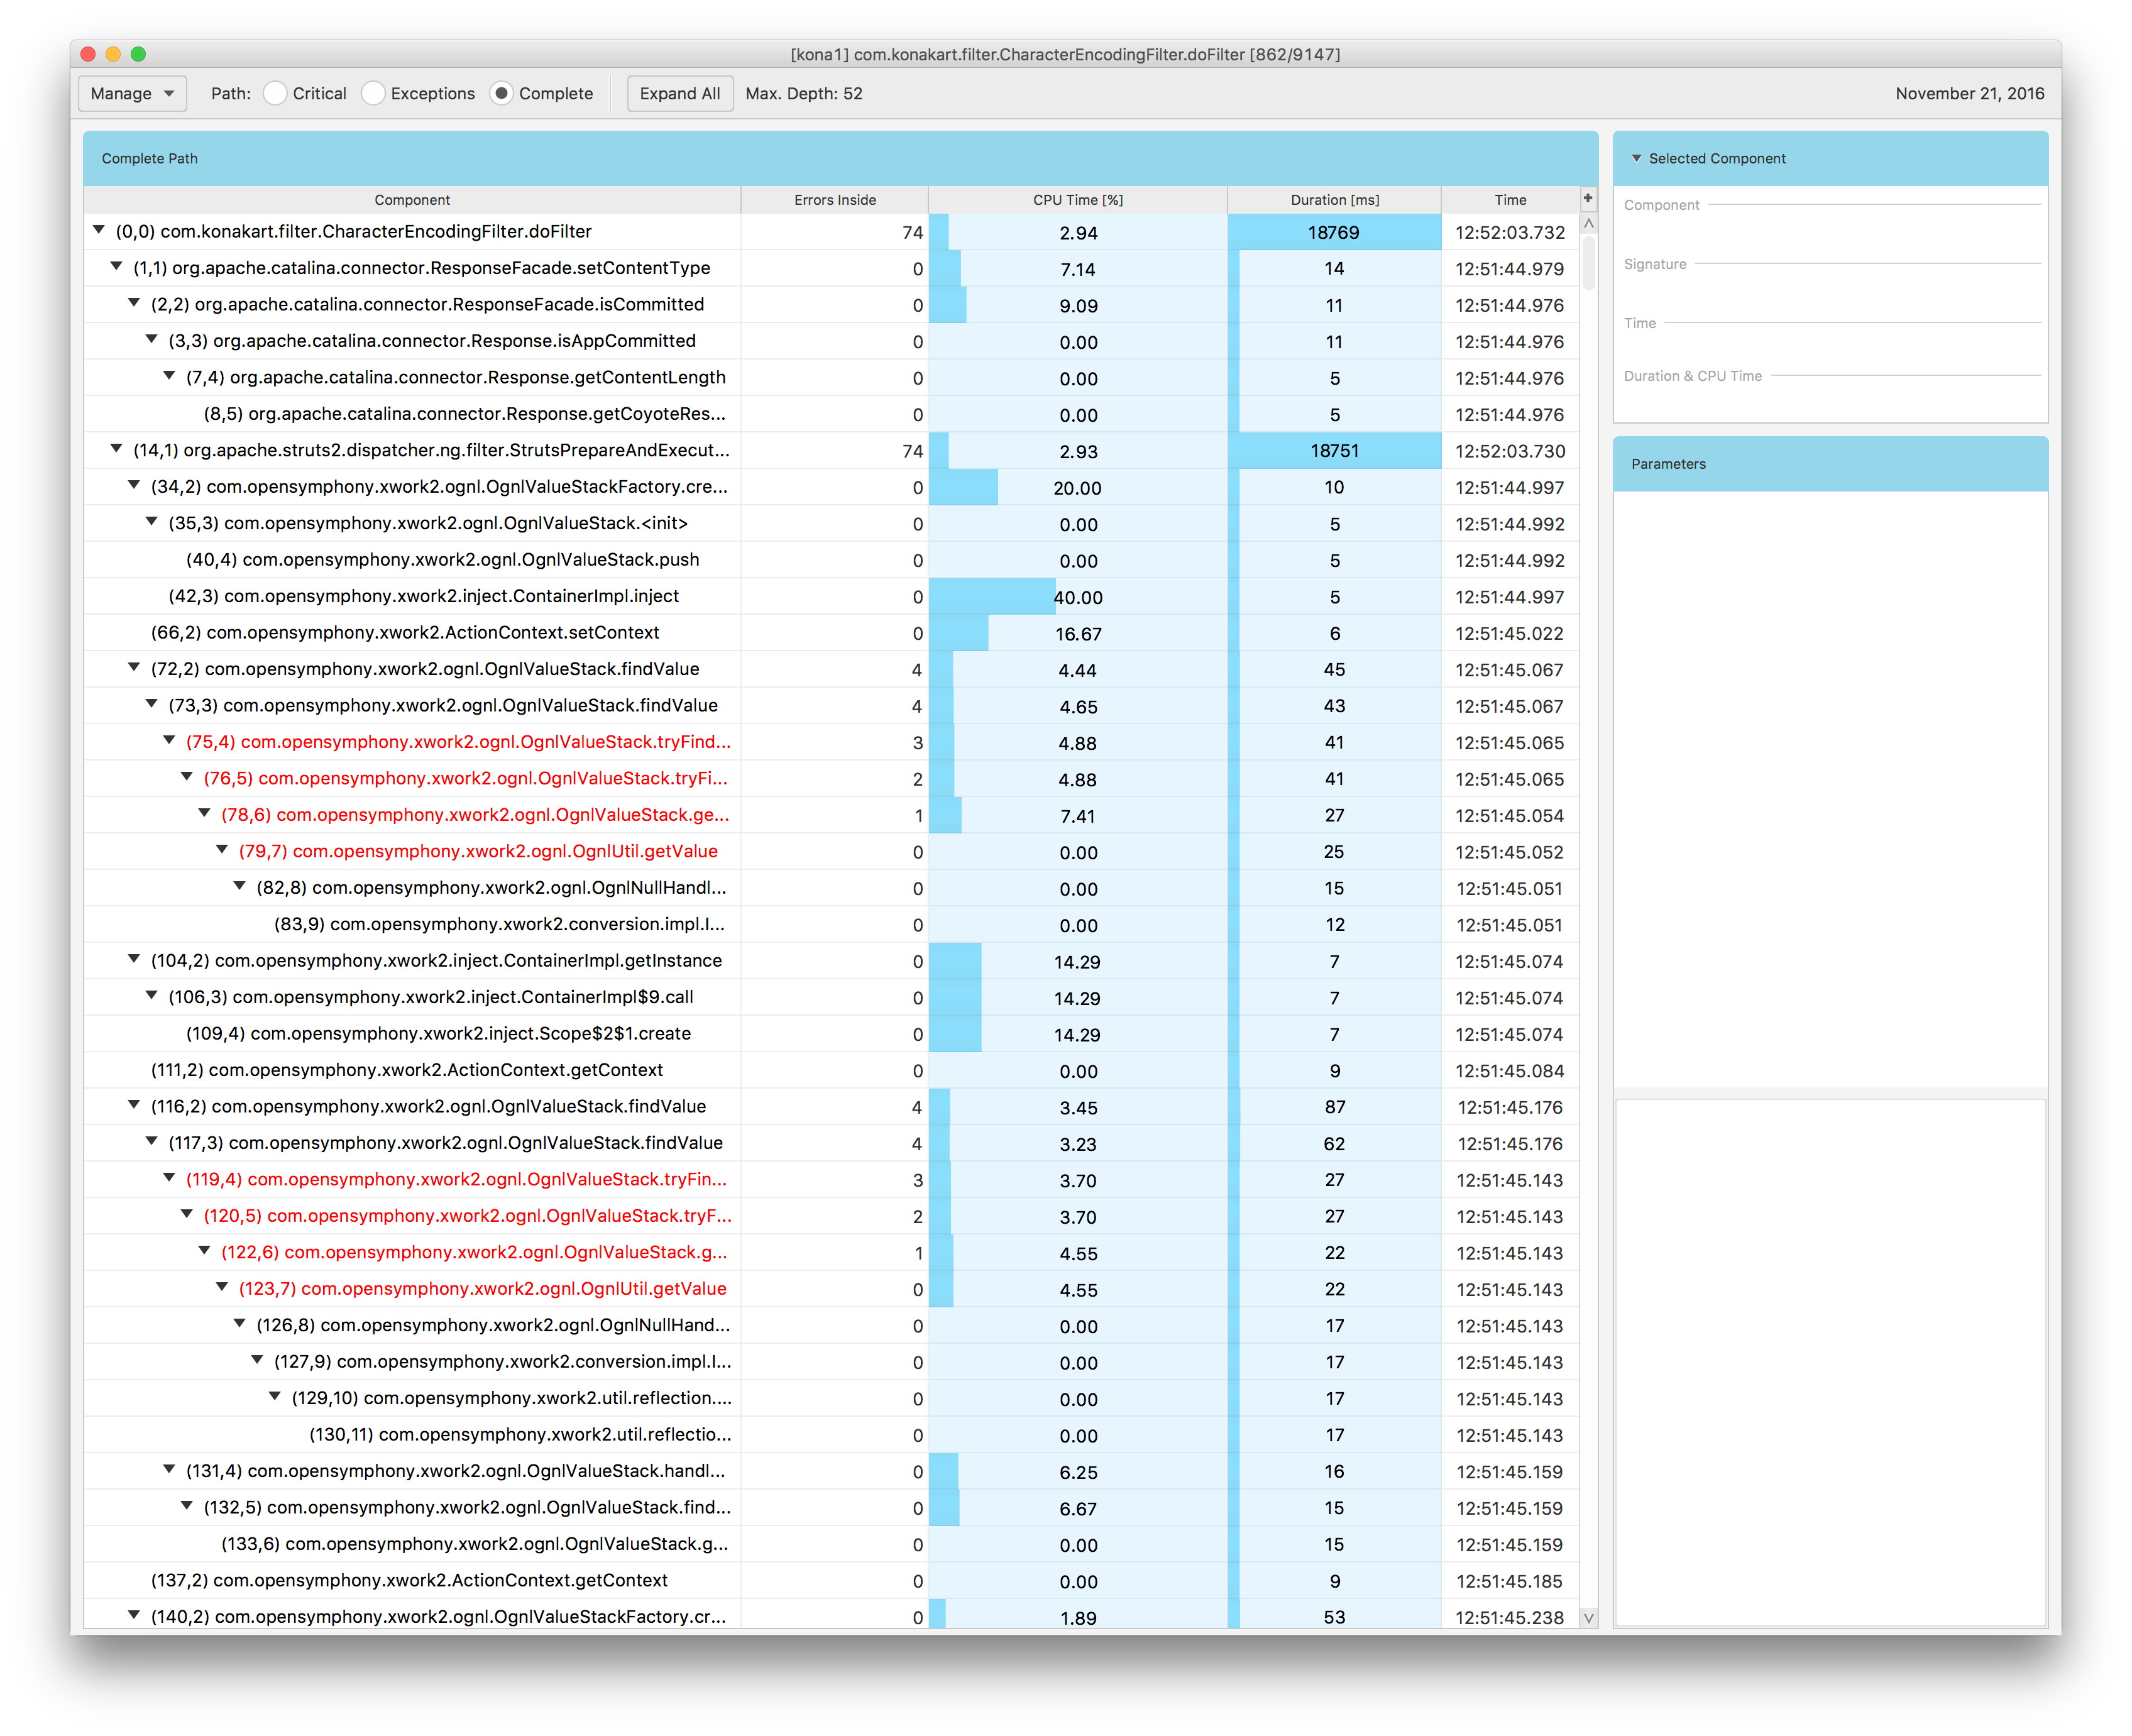 [kona1] com.konakart.filter.CharacterEncodingFilter.doFilter [862/9147]
Manage Path: Critical Exceptions Complete Expand All Max. Depth: 52 November 21, 2016
Complete Path
Component Errors Inside CPU Time [%] Duration [ms] Time +
(0,0) com.konakart.filter.CharacterEncodingFilter.doFilter 74 2.94 18769 12:52:03.732
(1,1) org.apache.catalina.connector.ResponseFacade.setContentType 0 7.14 14 12:51:44.979
(2,2) org.apache.catalina.connector.ResponseFacade.isCommitted 0 9.09 11 12:51:44.976
(3,3) org.apache.catalina.connector.Response.isAppCommitted 0 0.00 11 12:51:44.976
(7,4) org.apache.catalina.connector.Response.getContentLength 0 0.00 5 12:51:44.976
(8,5) org.apache.catalina.connector.Response.getCoyoteRes... 0 0.00 5 12:51:44.976
(14,1) org.apache.struts2.dispatcher.ng.filter.StrutsPrepareAndExecut... 74 2.93 18751 12:52:03.730
(34,2) com.opensymphony.xwork2.ognl.OgnlValueStackFactory.cre... 0 20.00 10 12:51:44.997
(35,3) com.opensymphony.xwork2.ognl.OgnlValueStack.<init> 0 0.00 5 12:51:44.992
(40,4) com.opensymphony.xwork2.ognl.OgnlValueStack.push 0 0.00 5 12:51:44.992
(42,3) com.opensymphony.xwork2.inject.ContainerImpl.inject 0 40.00 5 12:51:44.997
(66,2) com.opensymphony.xwork2.ActionContext.setContext 0 16.67 6 12:51:45.022
(72,2) com.opensymphony.xwork2.ognl.OgnlValueStack.findValue 4 4.44 45 12:51:45.067
(73,3) com.opensymphony.xwork2.ognl.OgnlValueStack.findValue 4 4.65 43 12:51:45.067
(75,4) com.opensymphony.xwork2.ognl.OgnlValueStack.tryFind... 3 4.88 41 12:51:45.065
(76,5) com.opensymphony.xwork2.ognl.OgnlValueStack.tryFi... 2 4.88 41 12:51:45.065
(78,6) com.opensymphony.xwork2.ognl.OgnlValueStack.ge... 1 7.41 27 12:51:45.054
(79,7) com.opensymphony.xwork2.ognl.OgnlUtil.getValue 0 0.00 25 12:51:45.052
(82,8) com.opensymphony.xwork2.ognl.OgnlNullHandl... 0 0.00 15 12:51:45.051
(83,9) com.opensymphony.xwork2.conversion.impl.I... 0 0.00 12 12:51:45.051
(104,2) com.opensymphony.xwork2.inject.ContainerImpl.getInstance 0 14.29 7 12:51:45.074
(106,3) com.opensymphony.xwork2.inject.ContainerImpl$9.call 0 14.29 7 12:51:45.074
(109,4) com.opensymphony.xwork2.inject.Scope$2$1.create 0 14.29 7 12:51:45.074
(111,2) com.opensymphony.xwork2.ActionContext.getContext 0 0.00 9 12:51:45.084
(116,2) com.opensymphony.xwork2.ognl.OgnlValueStack.findValue 4 3.45 87 12:51:45.176
(117,3) com.opensymphony.xwork2.ognl.OgnlValueStack.findValue 4 3.23 62 12:51:45.176
(119,4) com.opensymphony.xwork2.ognl.OgnlValueStack.tryFin... 3 3.70 27 12:51:45.143
(120,5) com.opensymphony.xwork2.ognl.OgnlValueStack.tryF... 2 3.70 27 12:51:45.143
(122,6) com.opensymphony.xwork2.ognl.OgnlValueStack.g... 1 4.55 22 12:51:45.143
(123,7) com.opensymphony.xwork2.ognl.OgnlUtil.getValue 0 4.55 22 12:51:45.143
(126,8) com.opensymphony.xwork2.ognl.OgnlNullHand... 0 0.00 17 12:51:45.143
(127,9) com.opensymphony.xwork2.conversion.impl.I... 0 0.00 17 12:51:45.143
(129,10) com.opensymphony.xwork2.util.reflection.... 0 0.00 17 12:51:45.143
(130,11) com.opensymphony.xwork2.util.reflectio... 0 0.00 17 12:51:45.143
(131,4) com.opensymphony.xwork2.ognl.OgnlValueStack.handl... 0 6.25 16 12:51:45.159
(132,5) com.opensymphony.xwork2.ognl.OgnlValueStack.find... 0 6.67 15 12:51:45.159
(133,6) com.opensymphony.xwork2.ognl.OgnlValueStack.g... 0 0.00 15 12:51:45.159
(137,2) com.opensymphony.xwork2.ActionContext.getContext 0 0.00 9 12:51:45.185
(140,2) com.opensymphony.xwork2.ognl.OgnlValueStackFactory.cr... 0 1.89 53 12:51:45.238
Selected Component
Component
Signature
Time
Duration & CPU Time
Parameters